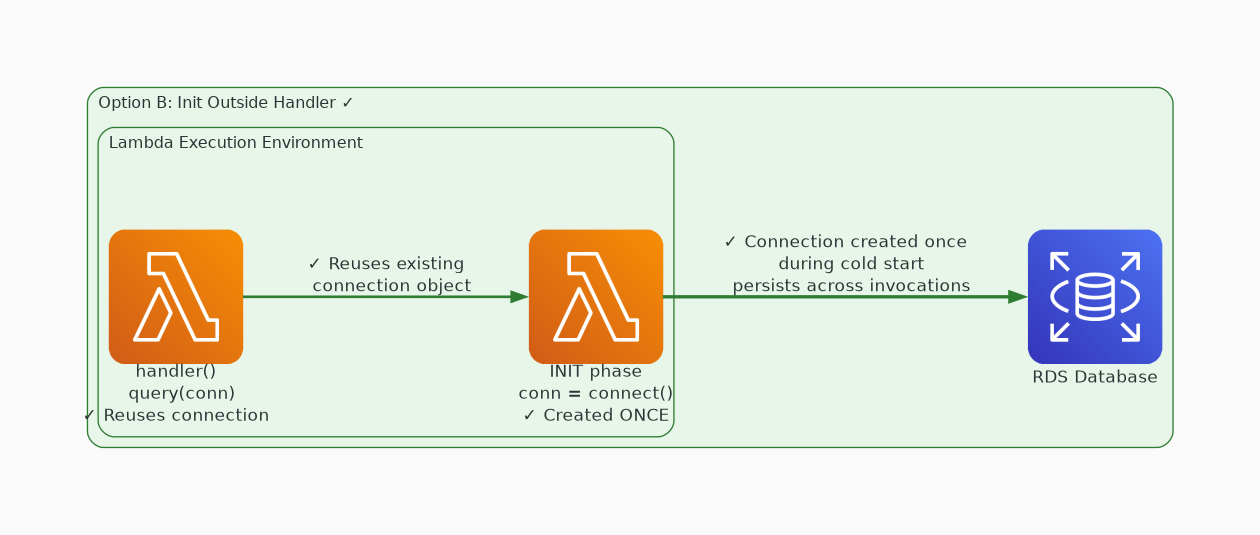 Option B: Init Outside Handler ✓
Lambda Execution Environment
✓ Reuses existing
connection object
✓ Connection created once
during cold start
persists across invocations
handler()
query(conn)
✓ Reuses connection
INIT phase
conn = connect()
✓ Created ONCE
RDS Database